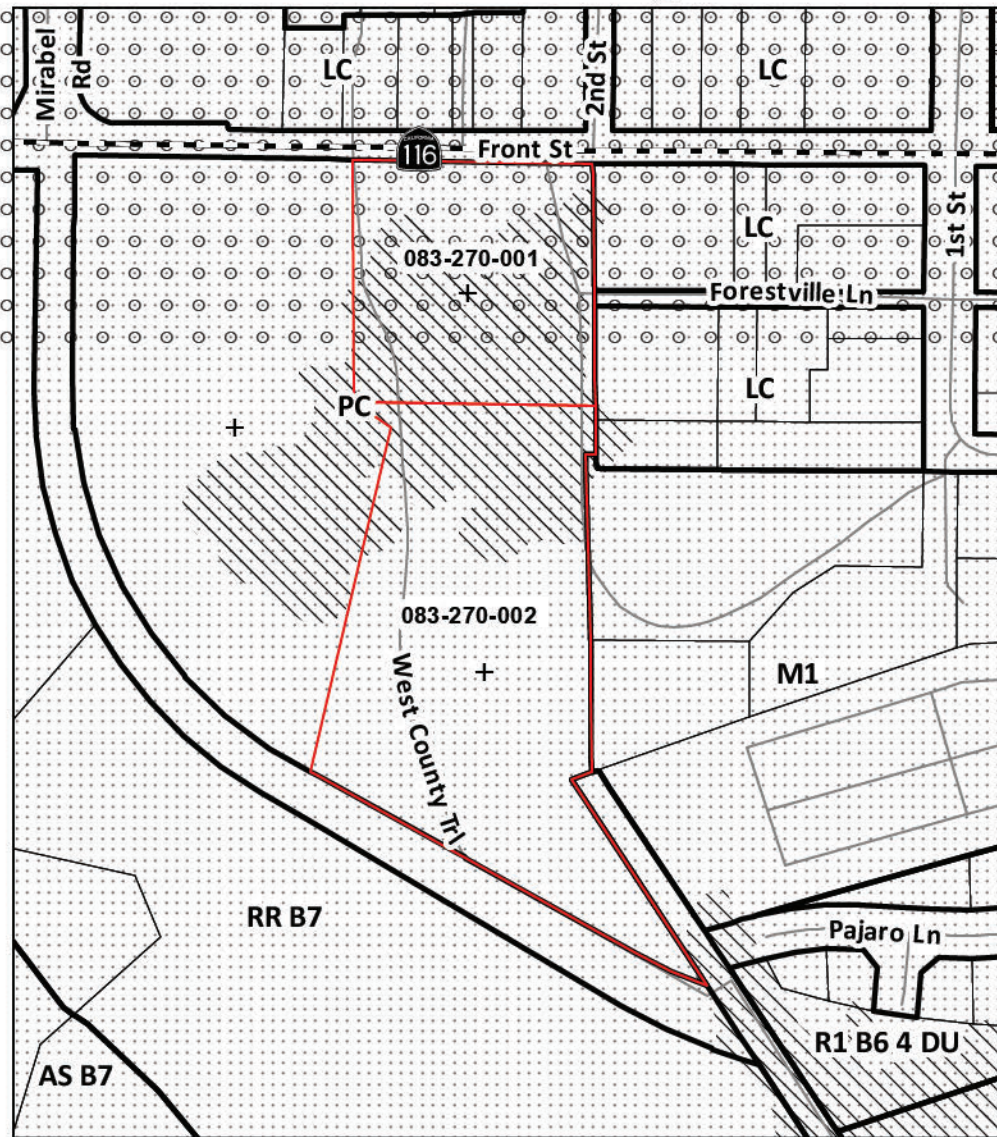 Mirabel
Rd
LC
2nd St
LC
CALIFORNIA
116
Front St
1st St
LC
083-270-001
Forestville Ln
PC
LC
083-270-002
West County Trl
M1
RR B7
Pajaro Ln
R1 B6 4 DU
AS B7